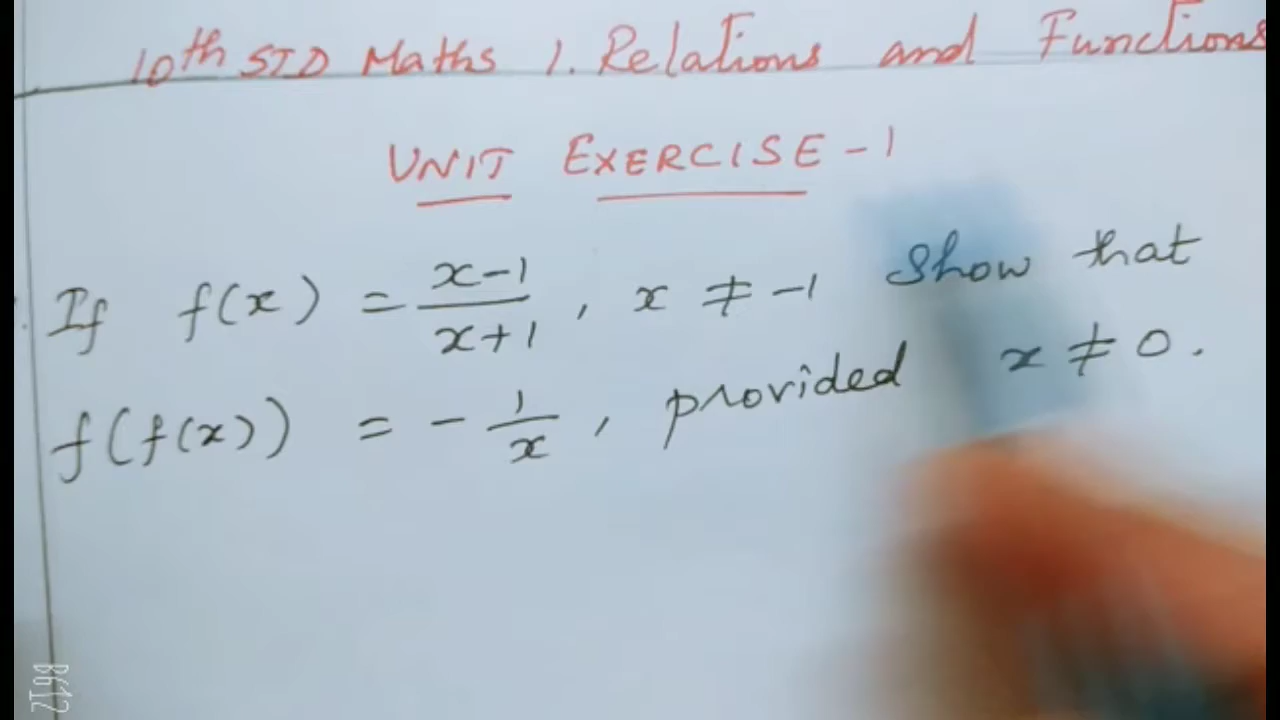 10th STD Maths 1. Relations and Functions
UNIT EXERCISE - 1
If f(x) = x-1/x+1, x ≠ -1 Show that
f(f(x)) = - 1/x, provided x ≠ 0.
B612